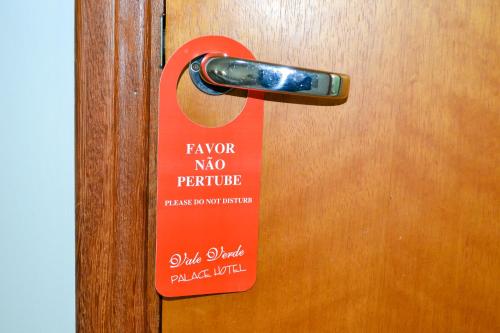 FAVOR
NÃO
PERTUBE
PLEASE DO NOT DISTURB
Vale Verde
PALACE HOTEL